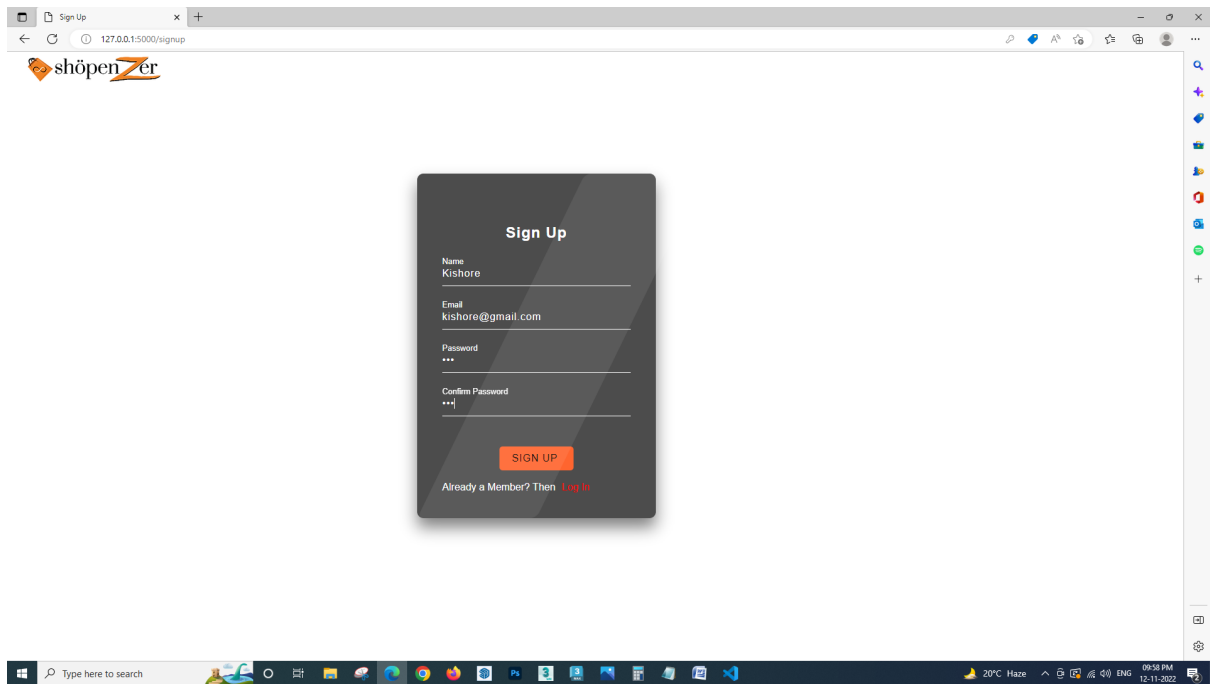 Sign Up
127.0.0.1:5000/signup
shöpenZer
Sign Up
Name
Kishore
Email
kishore@gmail.com
Password
•••
Confirm Password
•••
SIGN UP
Already a Member? Then Log In
Type here to search
20°C Haze
ENG
09:58 PM
12-11-2022